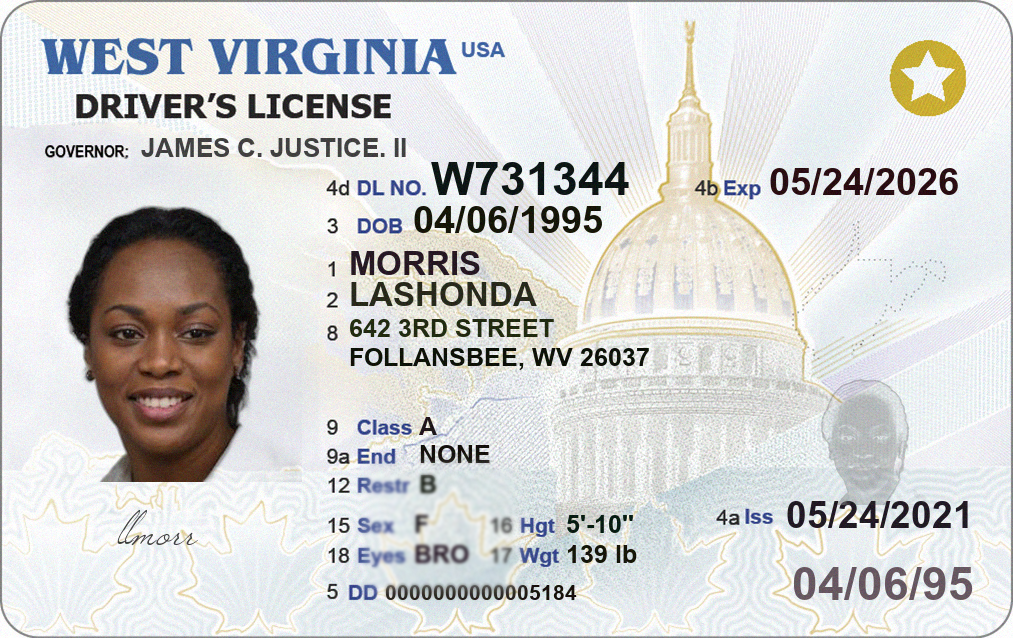 WEST VIRGINIA USA
DRIVER'S LICENSE
GOVERNOR: JAMES C. JUSTICE. II
4d DL NO. W731344 4b Exp 05/24/2026
3 DOB 04/06/1995
1 MORRIS
2 LASHONDA
8 642 3RD STREET
FOLLANSBEE, WV 26037
9 Class A
9a End NONE
12 Restr B
15 Sex F 16 Hgt 5'-10"
4a Iss 05/24/2021
18 Eyes BRO 17 Wgt 139 lb
5 DD 0000000000005184
04/06/95
llmorr